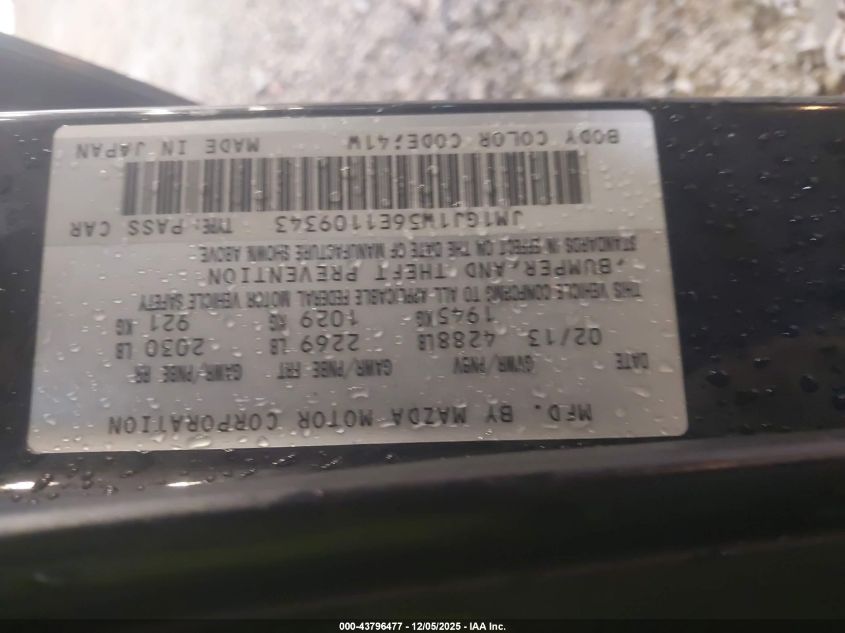 MFD. BY MAZDA MOTOR CORPORATION
DATE GVWR/PNBV GAWR/PNBE FRT GAWR/PNBE RR
02/13 4288LB 2269 LB 2030 LB
1945KG 1029 KG 921 KG
THIS VEHICLE CONFORMS TO ALL APPLICABLE FEDERAL MOTOR VEHICLE SAFETY
,BUMPER,AND THEFT PREVENTION
STANDARDS IN EFFECT ON THE DATE OF MANUFACTURE SHOWN ABOVE.
JM1GJ1W56E1109343 TYPE: PASS CAR
BODY COLOR CODE:41W MADE IN JAPAN
000-43796477 - 12/05/2025 - IAA Inc.